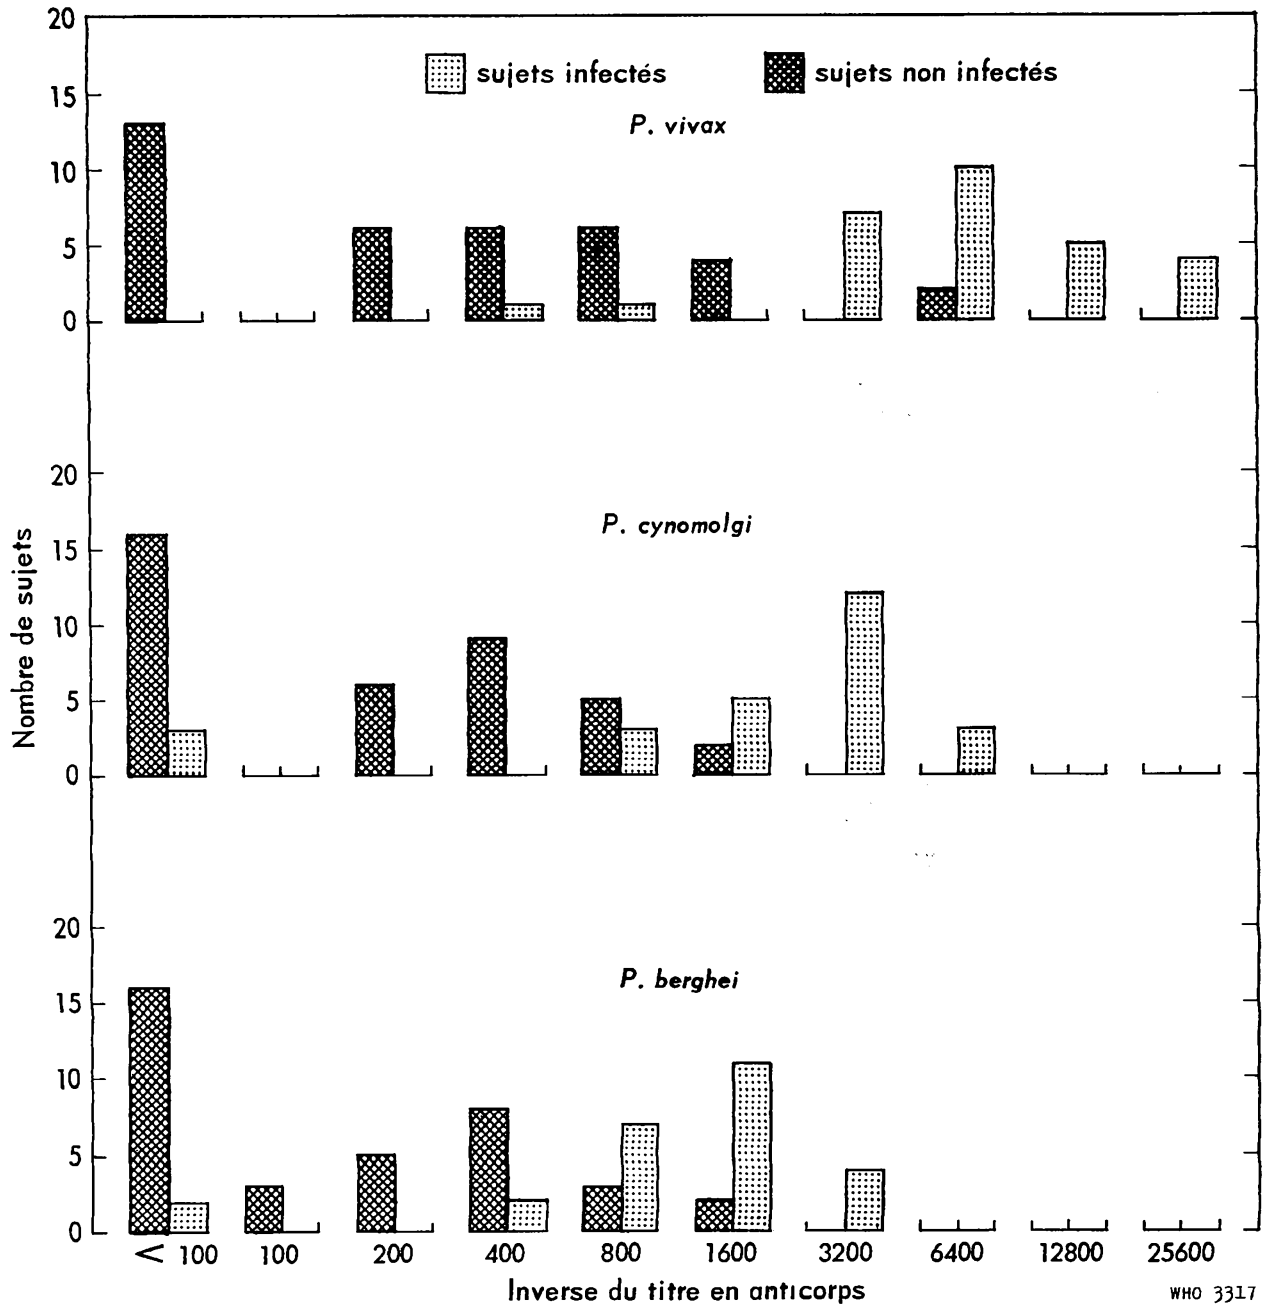 20
sujets infectés
sujets non infectés
15
P. vivax
10
5
0
20
P. cynomolgi
15
10
5
0
Nombre de sujets
20
P. berghei
15
10
5
0
< 100 100 200 400 800 1600 3200 6400 12800 25600
Inverse du titre en anticorps
WHO 3317